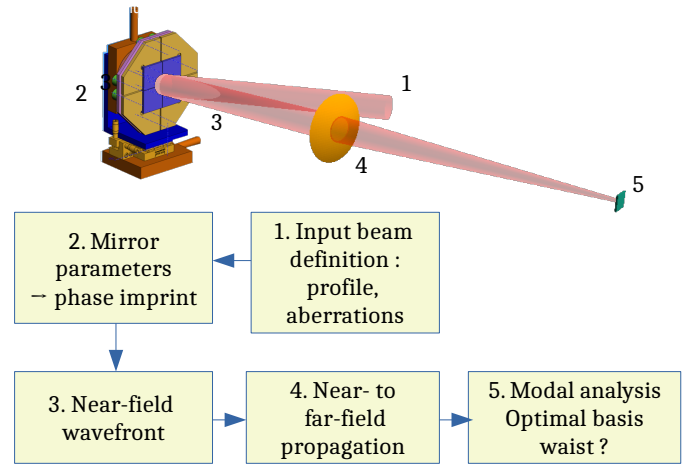 1
3
2
3
4
5
2. Mirror
parameters
→ phase imprint
1. Input beam
definition :
profile,
aberrations
3. Near-field
wavefront
4. Near- to
far-field
propagation
5. Modal analysis
Optimal basis
waist ?